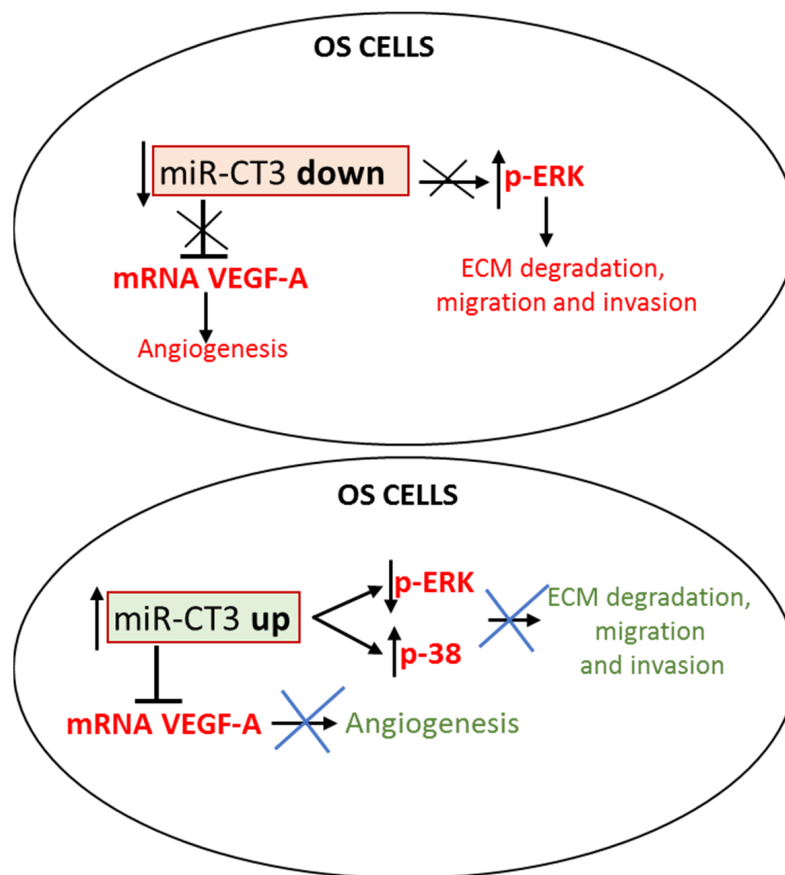 OS CELLS
miR-CT3 down
p-ERK
mRNA VEGF-A
ECM degradation,
migration and invasion
Angiogenesis
OS CELLS
p-ERK
miR-CT3 up
p-38
ECM degradation,
migration
and invasion
mRNA VEGF-A
Angiogenesis